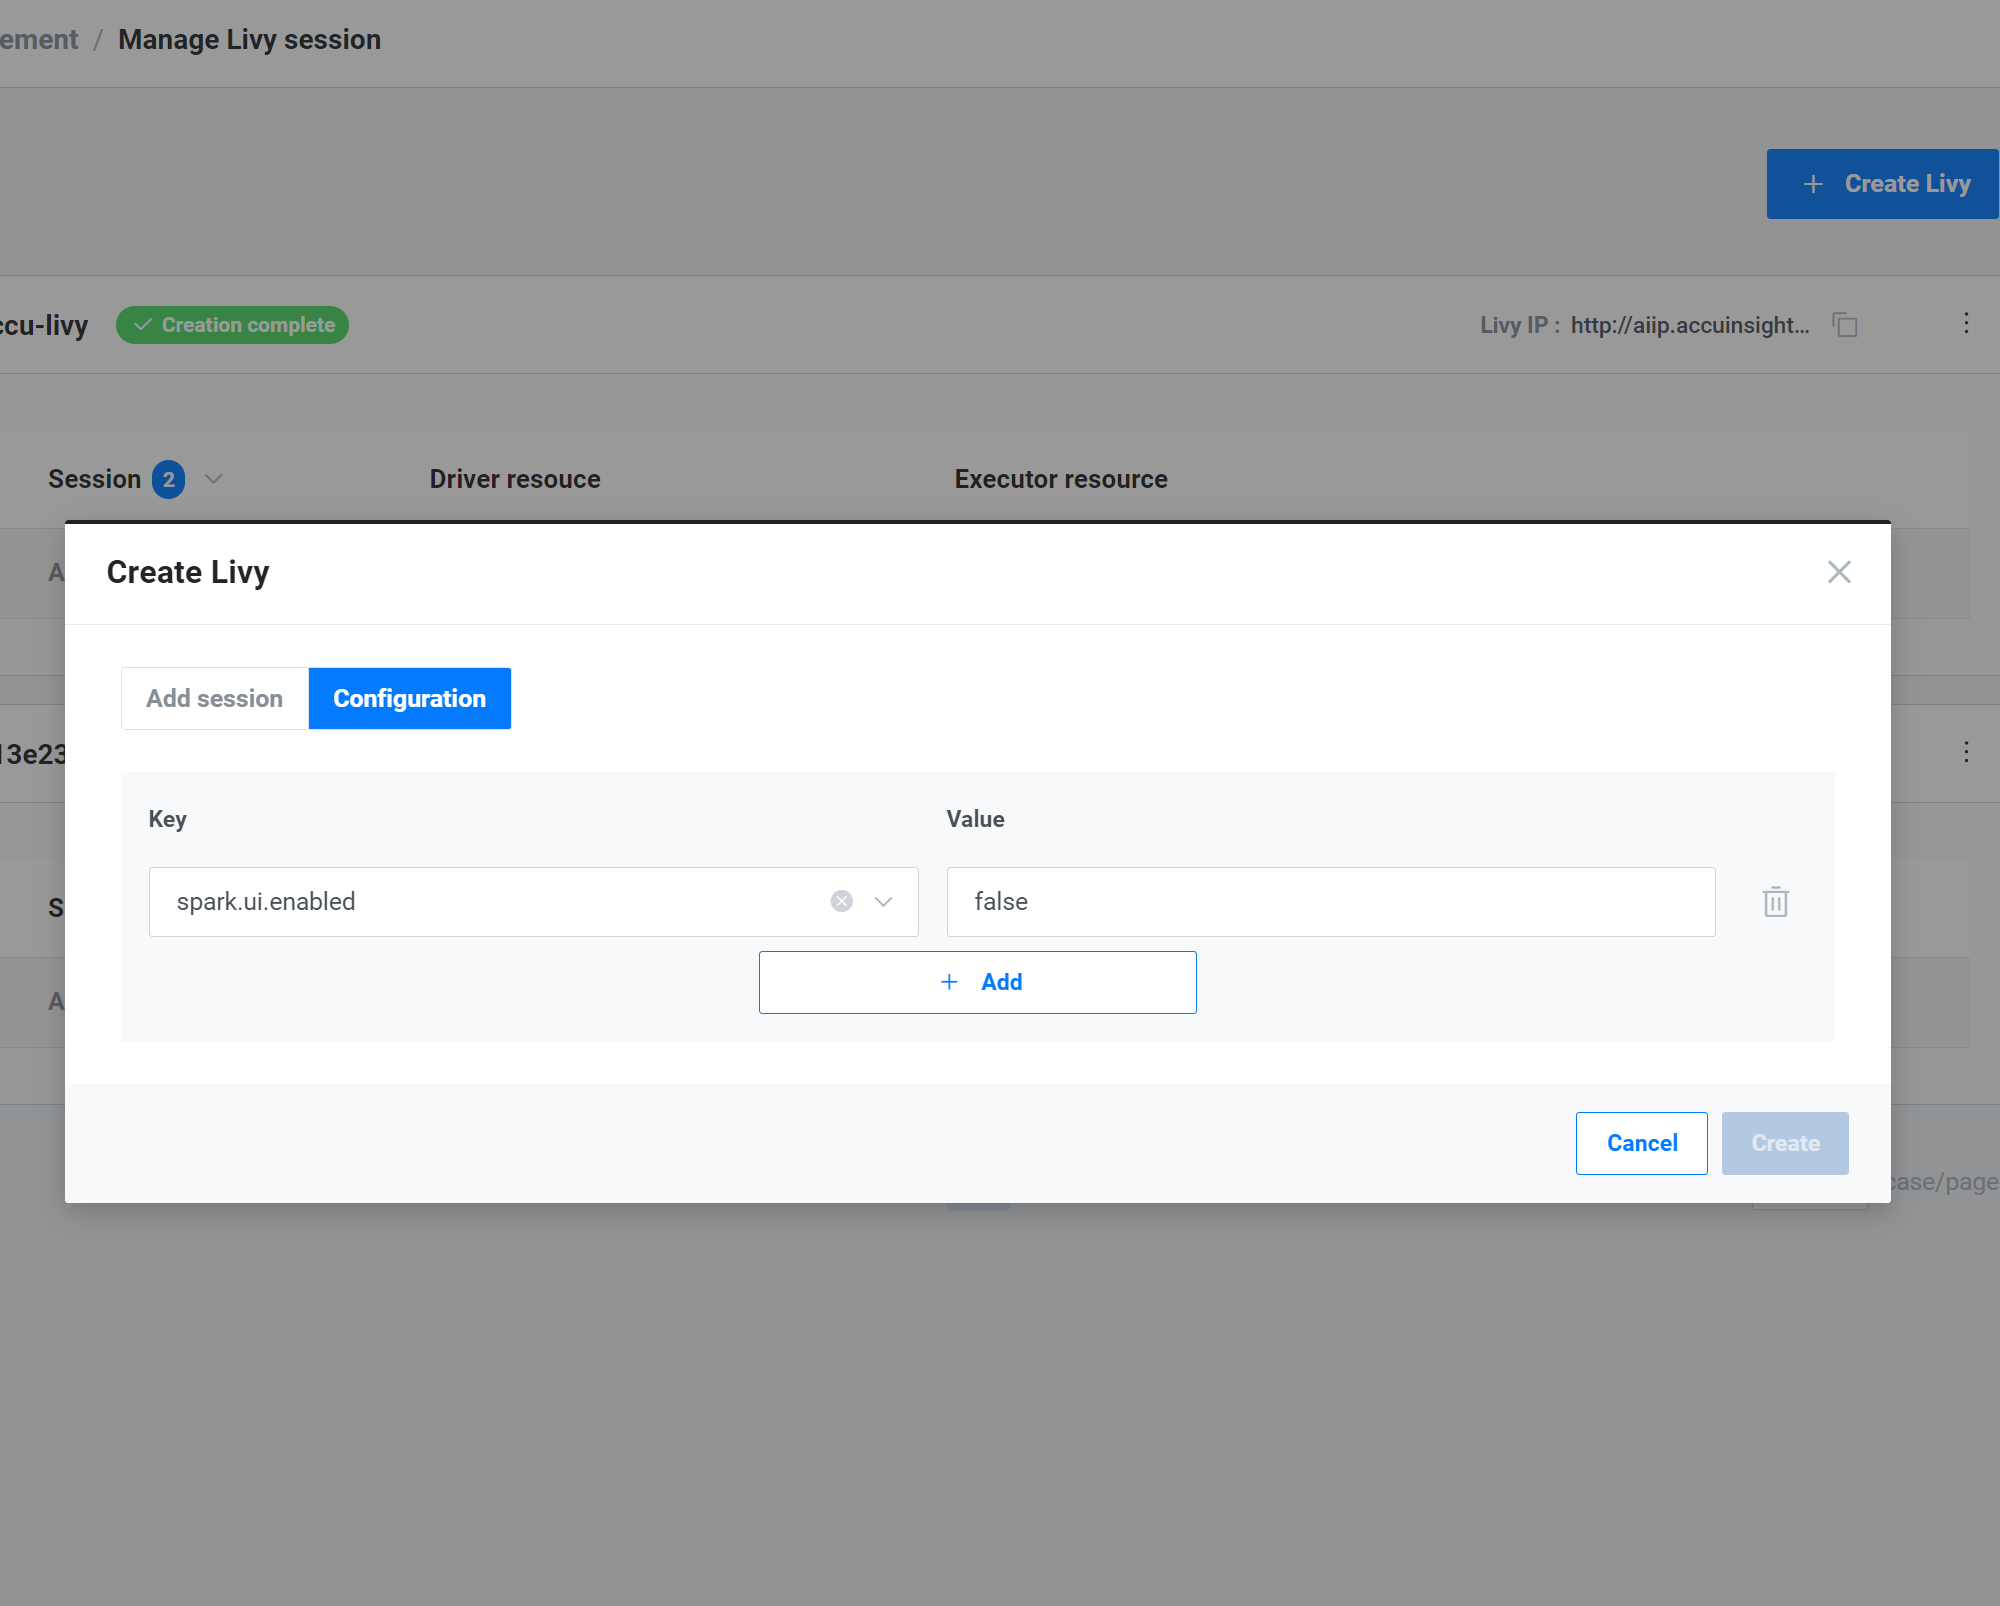 ement / Manage Livy session
+ Create Livy
ccu-livy Creation complete Livy IP : http://aiip.accuinsight...
Session 2 Driver resouce Executor resource
A
Create Livy
Add session Configuration
13e23
Key Value
spark.ui.enabled false
S
+ Add
A
Cancel Create
case/page